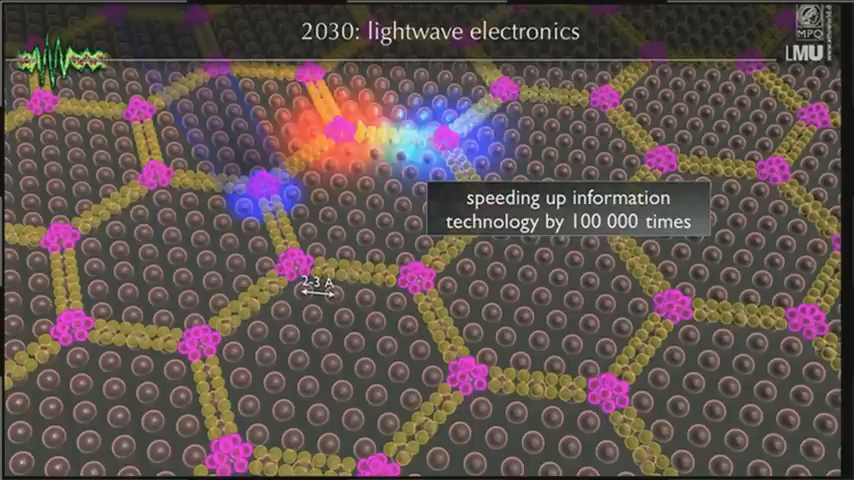 2030: lightwave electronics
MPQ
LMU
speeding up information
technology by 100 000 times
2-3 Å